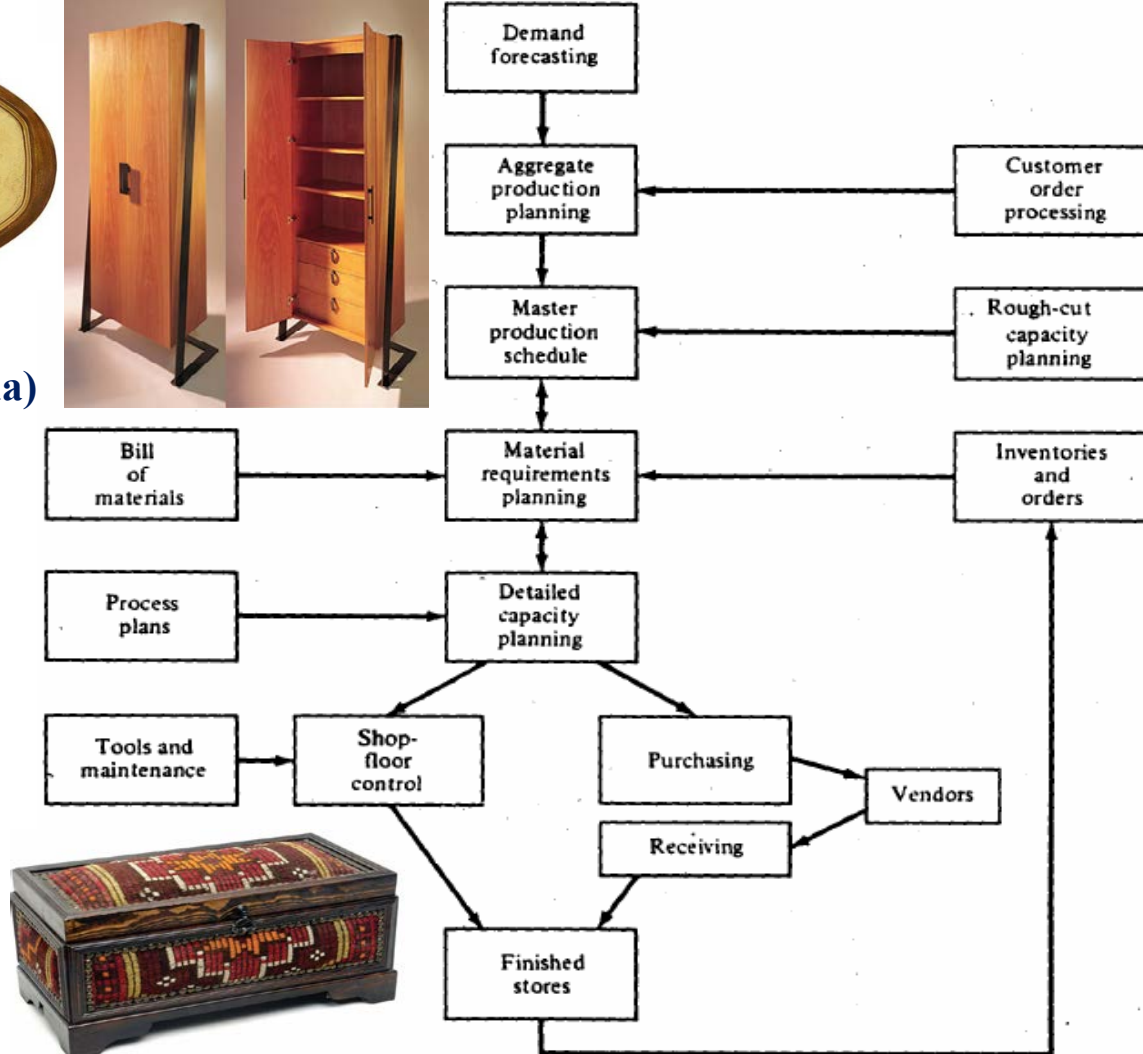 Demand
forecasting
Aggregate
production
planning
Customer
order
processing
Master
production
schedule
Rough-cut
capacity
planning
a)
Bill
of
materials
Material
requirements
planning
Inventories
and
orders
Process
plans
Detailed
capacity
planning
Tools and
maintenance
Shop-
floor
control
Purchasing
Vendors
Receiving
Finished
stores